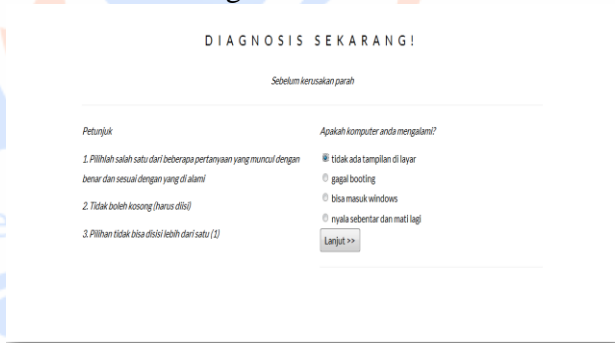 DIAGNOSIS SEKARANG!
Sebelum kerusakan parah
Petunjuk
1. Pilihlah salah satu dari beberapa pertanyaan yang muncul dengan
benar dan sesuai dengan yang di alami
2. Tidak boleh kosong (harus diisi)
3. Pilihan tidak bisa disisi lebih dari satu (1)
Apakah komputer anda mengalami?
tidak ada tampilan di layar
gagal booting
bisa masuk windows
nyala sebentar dan mati lagi
Lanjut >>